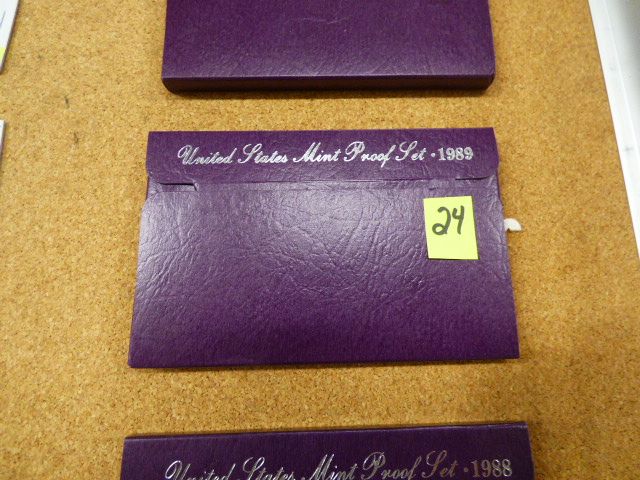 United States Mint Proof Set · 1989
24
United States Mint Proof Set · 1988